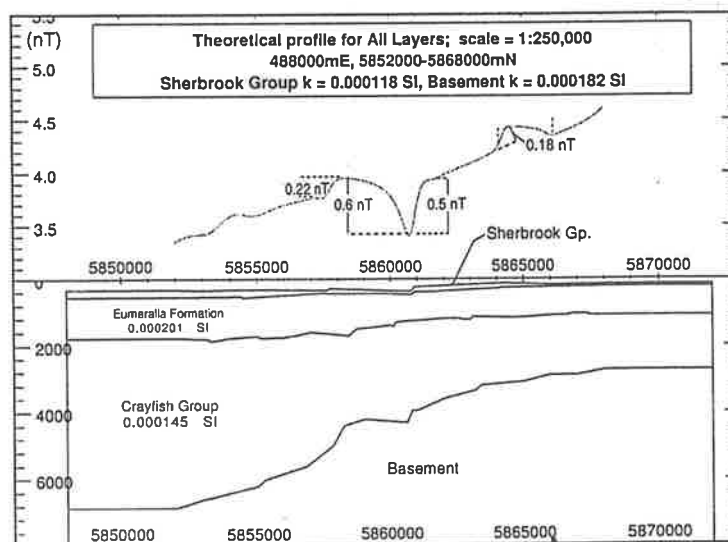 5.5
(nT)
Theoretical profile for All Layers; scale = 1:250,000
488000mE, 5852000-5868000mN
Sherbrook Group k = 0.000118 SI, Basement k = 0.000182 SI
5.0
4.5
0.18 nT
4.0
0.22 nT
0.6 nT
0.5 nT
3.5
Sherbrook Gp.
5850000 5855000 5860000 5865000 5870000
0
Eumeralla Formation
0.000201 SI
2000
Crayfish Group
0.000145 SI
4000
Basement
6000
5850000 5855000 5860000 5865000 5870000